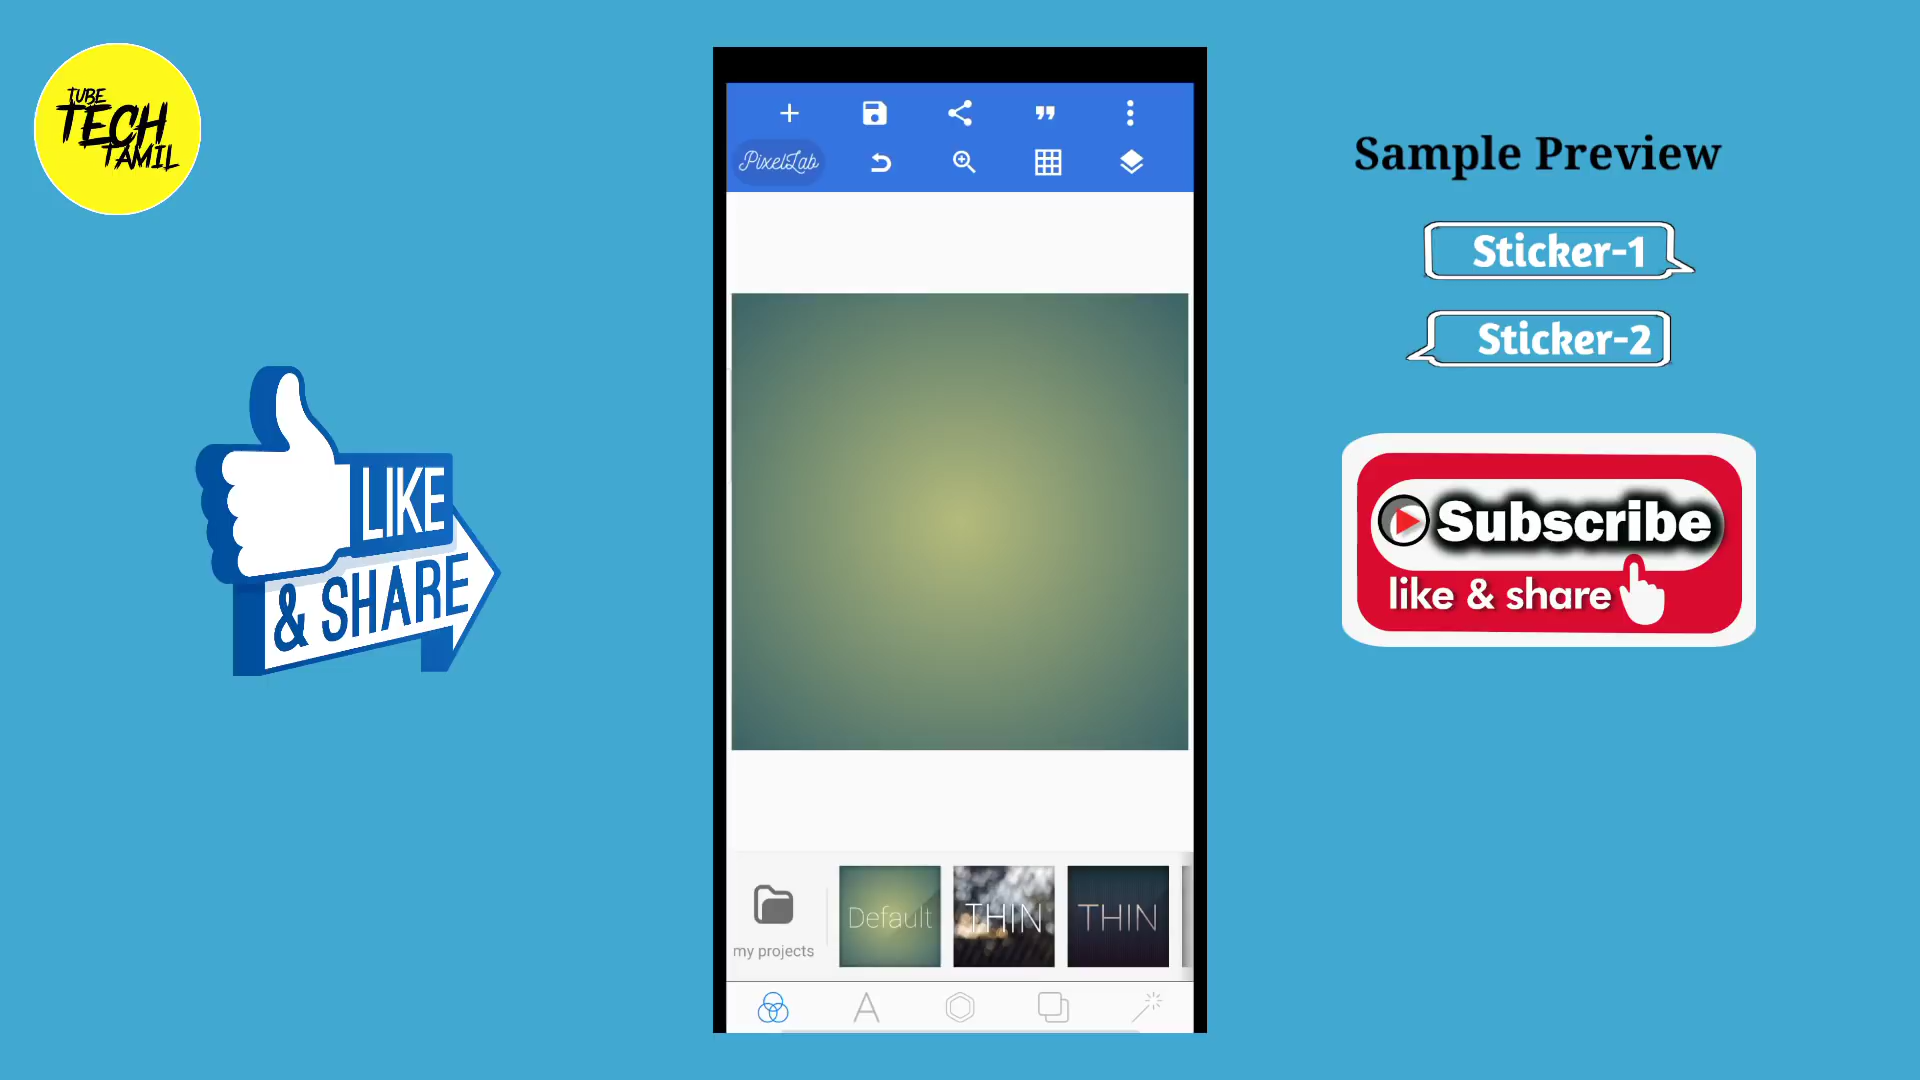 TUBE
TECH
TAMIL
LIKE
& SHARE
PixelLab
Default
THIN
THIN
my projects
Sample Preview
Sticker-1
Sticker-2
Subscribe
like & share